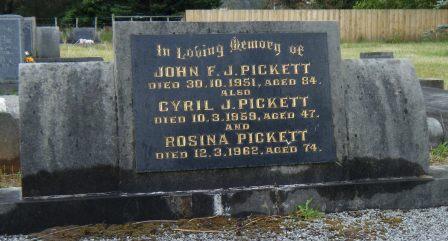 In Loving Memory of
JOHN F.J. PICKETT
DIED 30.10.1951, AGED 84.
ALSO
CYRIL J. PICKETT
DIED 10.3.1959, AGED 47.
AND
ROSINA PICKETT
DIED 12.3.1962, AGED 74.